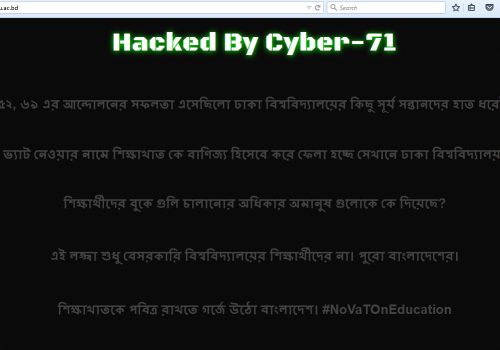 u.ac.bd
Search
Hacked By Cyber-71
৫২, ৬৯ এর আন্দোলনের সফলতা এসেছিলো ঢাকা বিশ্ববিদ্যালয়ের কিছু সূর্য সন্তানদের হাত ধরে
ভ্যাট নেওয়ার নামে শিক্ষাখাত কে বাণিজ্য হিসেবে করে ফেলা হচ্ছে সেখানে ঢাকা বিশ্ববিদ্যালয়
শিক্ষার্থীদের বুকে গুলি চালানোর অধিকার অমানুষ গুলোকে কে দিয়েছে?
এই লজ্জা শুধু বেসরকারি বিশ্ববিদ্যালয়ের শিক্ষার্থীদের না। পুরো বাংলাদেশের।
শিক্ষাখাতকে পবিত্র রাখতে গর্জে উঠো বাংলাদেশ। #NoVaTOnEducation